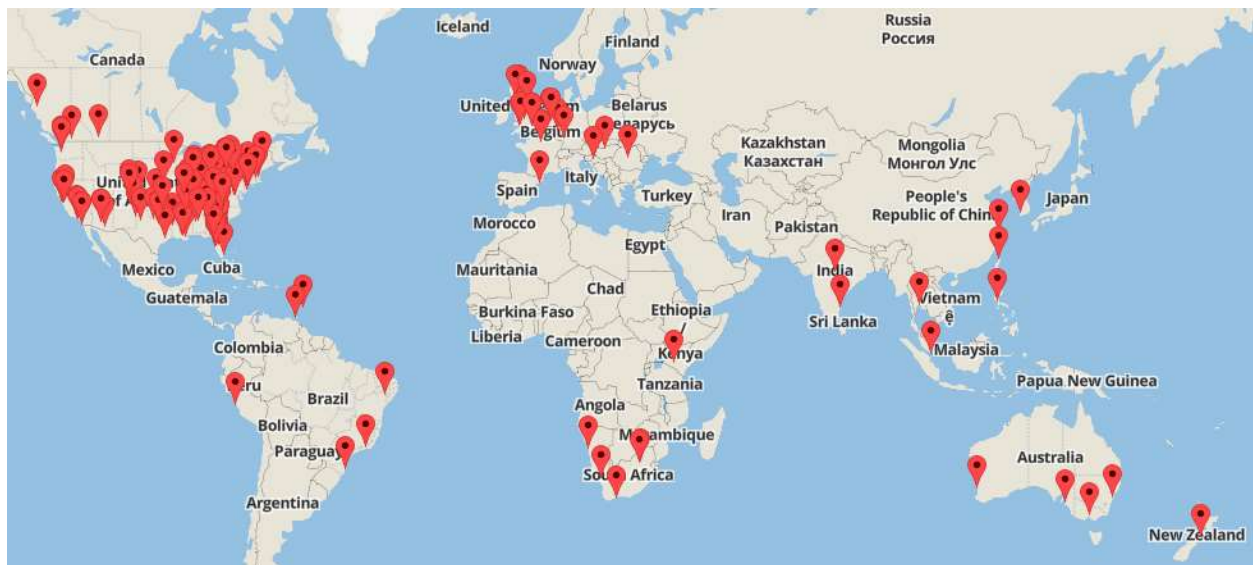 Iceland
Russia
Россия
Finland
Canada
Norway
United Kingdom
Belarus
Беларусь
Belgium
Kazakhstan
Казахстан
Mongolia
Монгол Улс
Italy
Spain
Turkey
People's
Republic of China
Japan
Iran
Morocco
Pakistan
Egypt
Mexico
Cuba
Mauritania
India
Guatemala
Chad
Vietnam
Burkina Faso
Ethiopia
Liberia
Cameroon
Sri Lanka
ệ
Colombia
Kenya
Malaysia
Peru
Tanzania
Papua New Guinea
Brazil
Angola
Bolivia
Mozambique
Paraguay
Australia
South Africa
Argentina
New Zealand